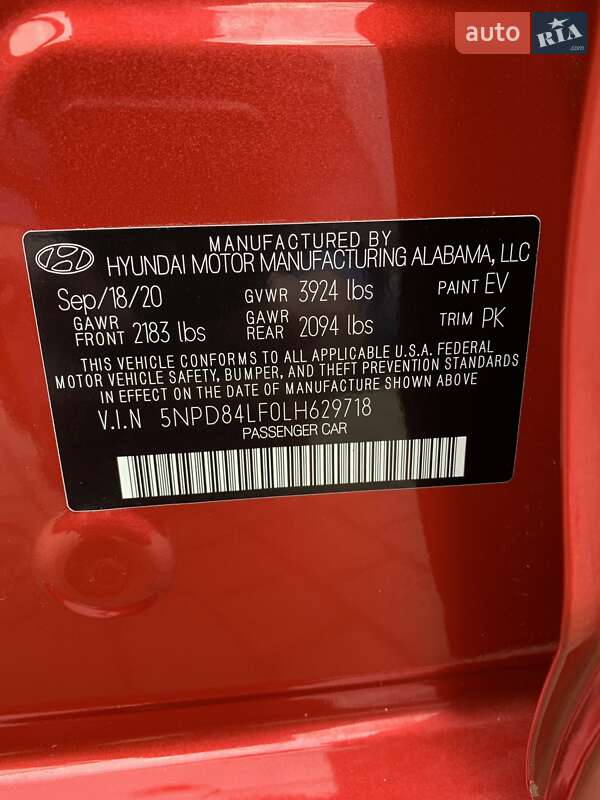 auto RIA.com
MANUFACTURED BY
HYUNDAI MOTOR MANUFACTURING ALABAMA, LLC
Sep/18/20 GVWR 3924 lbs PAINT EV
GAWR FRONT 2183 lbs GAWR REAR 2094 lbs TRIM PK
THIS VEHICLE CONFORMS TO ALL APPLICABLE U.S.A. FEDERAL
MOTOR VEHICLE SAFETY, BUMPER, AND THEFT PREVENTION STANDARDS
IN EFFECT ON THE DATE OF MANUFACTURE SHOWN ABOVE
V.I.N 5NPD84LF0LH629718
PASSENGER CAR